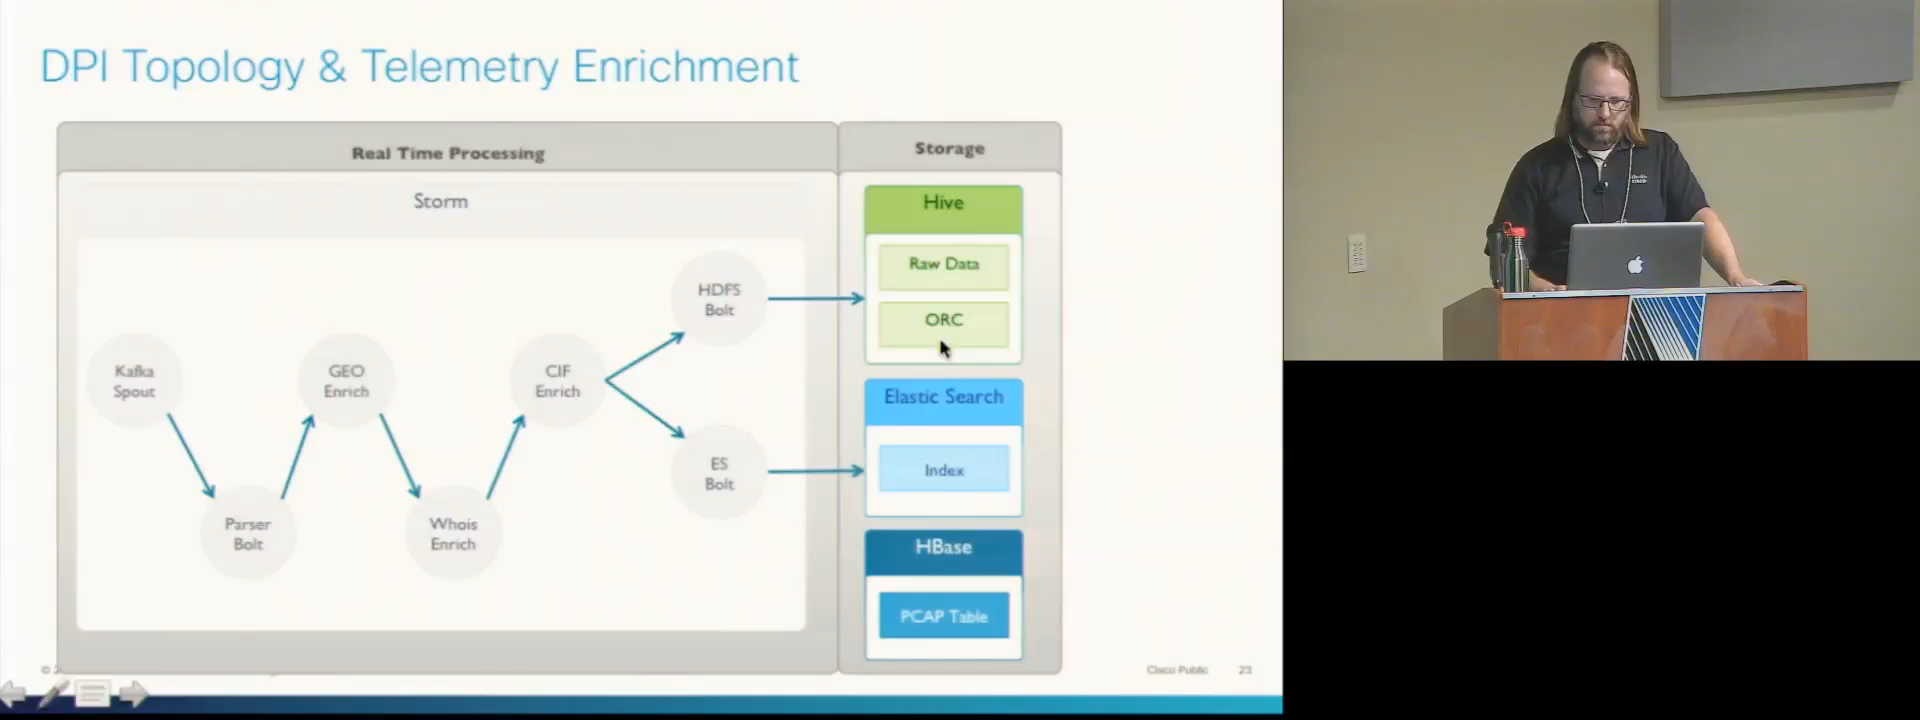 DPI Topology & Telemetry Enrichment
Real Time Processing
Storage
Storm
Hive
Raw Data
ORC
HDFS
Bolt
Kafka
Spout
GEO
Enrich
CIF
Enrich
Elastic Search
Index
ES
Bolt
Parser
Bolt
Whois
Enrich
HBase
PCAP Table
©
Cisco Public
23
CISCO